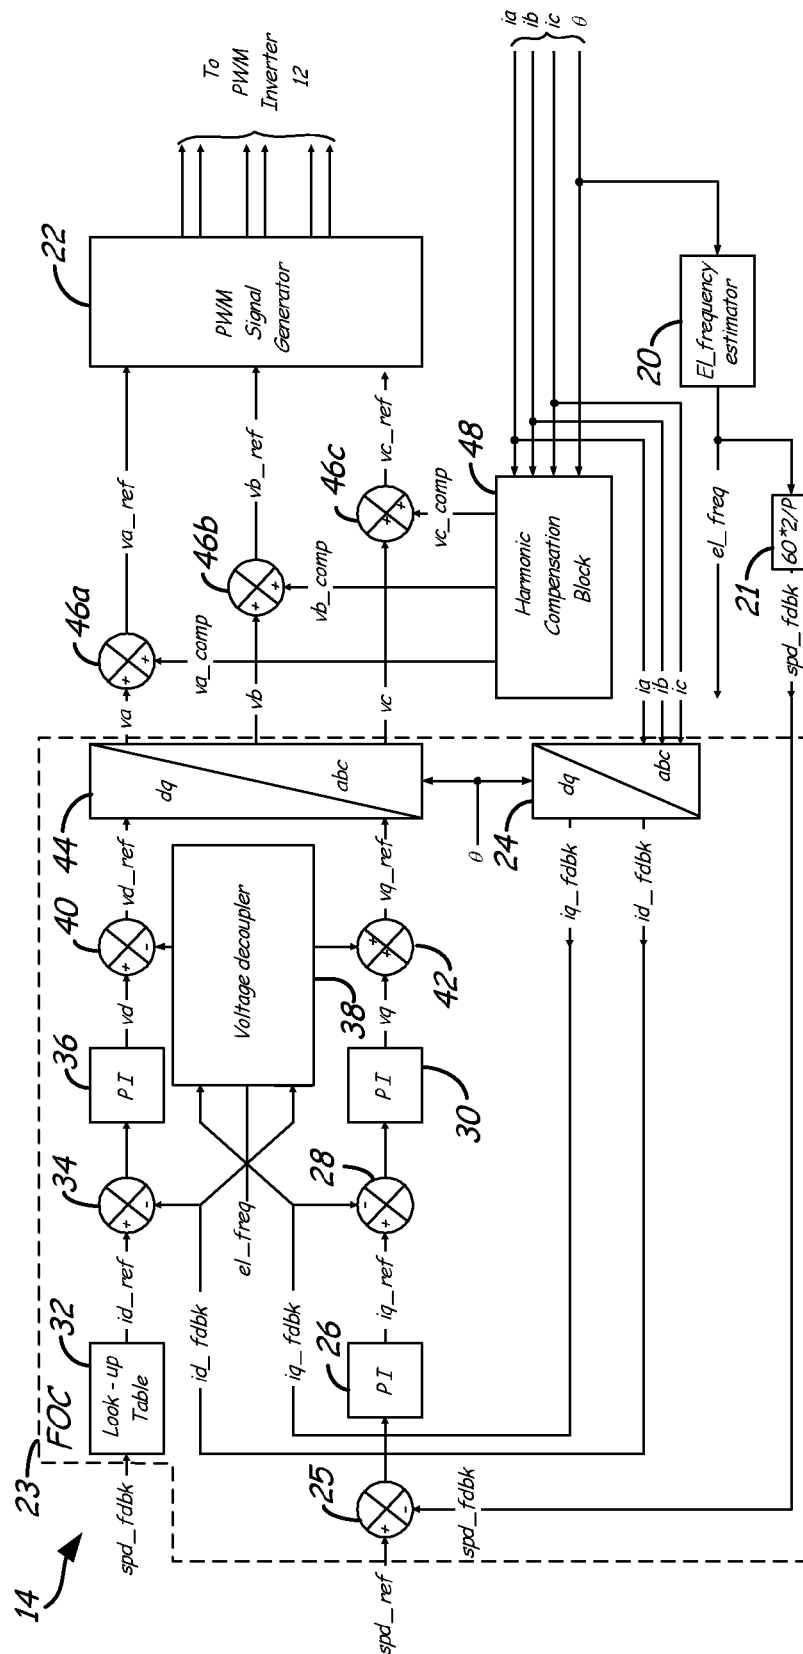 14
23
FOC
spd_fdbk
Look - up
Table
32
id_ref
+
-
34
PI
36
vd
+
-
40
vd_ref
44
dq
abc
va
+
+
46a
va_ref
va_comp
22
PWM
Signal
Generator
To
PWM
Inverter
12
id_fdbk
el_freq
iq_fdbk
Voltage decoupler
38
vb
+
+
46b
vb_ref
vb_comp
spd_ref
+
-
25
spd_fdbk
PI
26
iq_ref
+
-
28
PI
30
vq
+
+
42
vq_ref
vc
+
+
46c
vc_ref
vc_comp
θ
24
dq
abc
iq_fdbk
id_fdbk
Harmonic
Compensation
Block
48
ia
ib
ic
θ
ia
ib
ic
el_freq
El_frequency
estimator
20
60*2/P
21
spd_fdbk